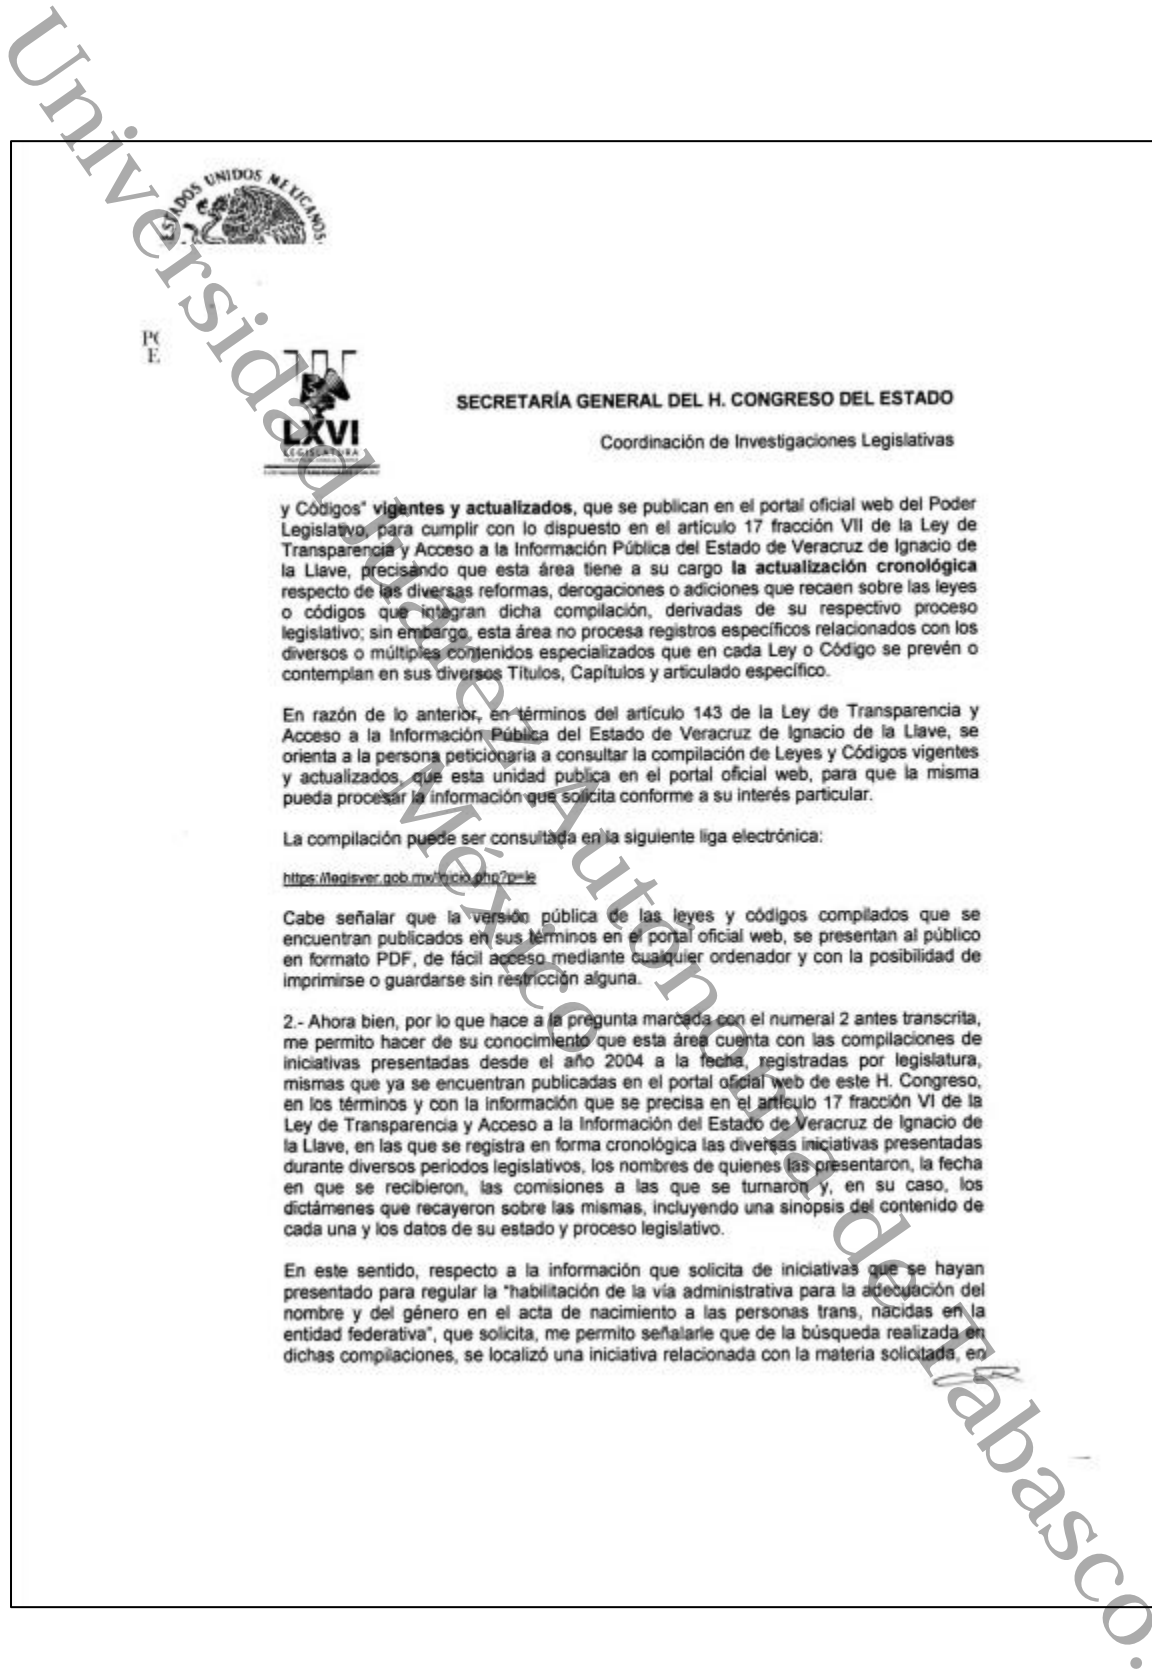 ESTADOS UNIDOS MEXICANOS
P(
E
LXVI
LEGISLATURA
SECRETARÍA GENERAL DEL H. CONGRESO DEL ESTADO
Coordinación de Investigaciones Legislativas
y Códigos" vigentes y actualizados, que se publican en el portal oficial web del Poder
Legislativo, para cumplir con lo dispuesto en el artículo 17 fracción VII de la Ley de
Transparencia y Acceso a la Información Pública del Estado de Veracruz de Ignacio de
la Llave, precisando que esta área tiene a su cargo la actualización cronológica
respecto de las diversas reformas, derogaciones o adiciones que recaen sobre las leyes
o códigos que integran dicha compilación, derivadas de su respectivo proceso
legislativo; sin embargo, esta área no procesa registros específicos relacionados con los
diversos o múltiples contenidos especializados que en cada Ley o Código se prevén o
contemplan en sus diversos Títulos, Capítulos y articulado específico.
En razón de lo anterior, en términos del artículo 143 de la Ley de Transparencia y
Acceso a la Información Pública del Estado de Veracruz de Ignacio de la Llave, se
orienta a la persona peticionaria a consultar la compilación de Leyes y Códigos vigentes
y actualizados, que esta unidad publica en el portal oficial web, para que la misma
pueda procesar la información que solicita conforme a su interés particular.
La compilación puede ser consultada en la siguiente liga electrónica:
https://legisver.gob.mx/Inicio.php?p=le
Cabe señalar que la versión pública de las leyes y códigos compilados que se
encuentran publicados en sus términos en el portal oficial web, se presentan al público
en formato PDF, de fácil acceso mediante cualquier ordenador y con la posibilidad de
imprimirse o guardarse sin restricción alguna.
2.- Ahora bien, por lo que hace a la pregunta marcada con el numeral 2 antes transcrita,
me permito hacer de su conocimiento que esta área cuenta con las compilaciones de
iniciativas presentadas desde el año 2004 a la fecha, registradas por legislatura,
mismas que ya se encuentran publicadas en el portal oficial web de este H. Congreso,
en los términos y con la información que se precisa en el artículo 17 fracción VI de la
Ley de Transparencia y Acceso a la Información del Estado de Veracruz de Ignacio de
la Llave, en las que se registra en forma cronológica las diversas iniciativas presentadas
durante diversos periodos legislativos, los nombres de quienes las presentaron, la fecha
en que se recibieron, las comisiones a las que se turnaron y, en su caso, los
dictámenes que recayeron sobre las mismas, incluyendo una sinopsis del contenido de
cada una y los datos de su estado y proceso legislativo.
En este sentido, respecto a la información que solicita de iniciativas que se hayan
presentado para regular la "habilitación de la vía administrativa para la adecuación del
nombre y del género en el acta de nacimiento a las personas trans, nacidas en la
entidad federativa", que solicita, me permito señalarle que de la búsqueda realizada en
dichas compilaciones, se localizó una iniciativa relacionada con la materia solicitada, en
Universidad Juárez Autónoma de Tabasco.
México.